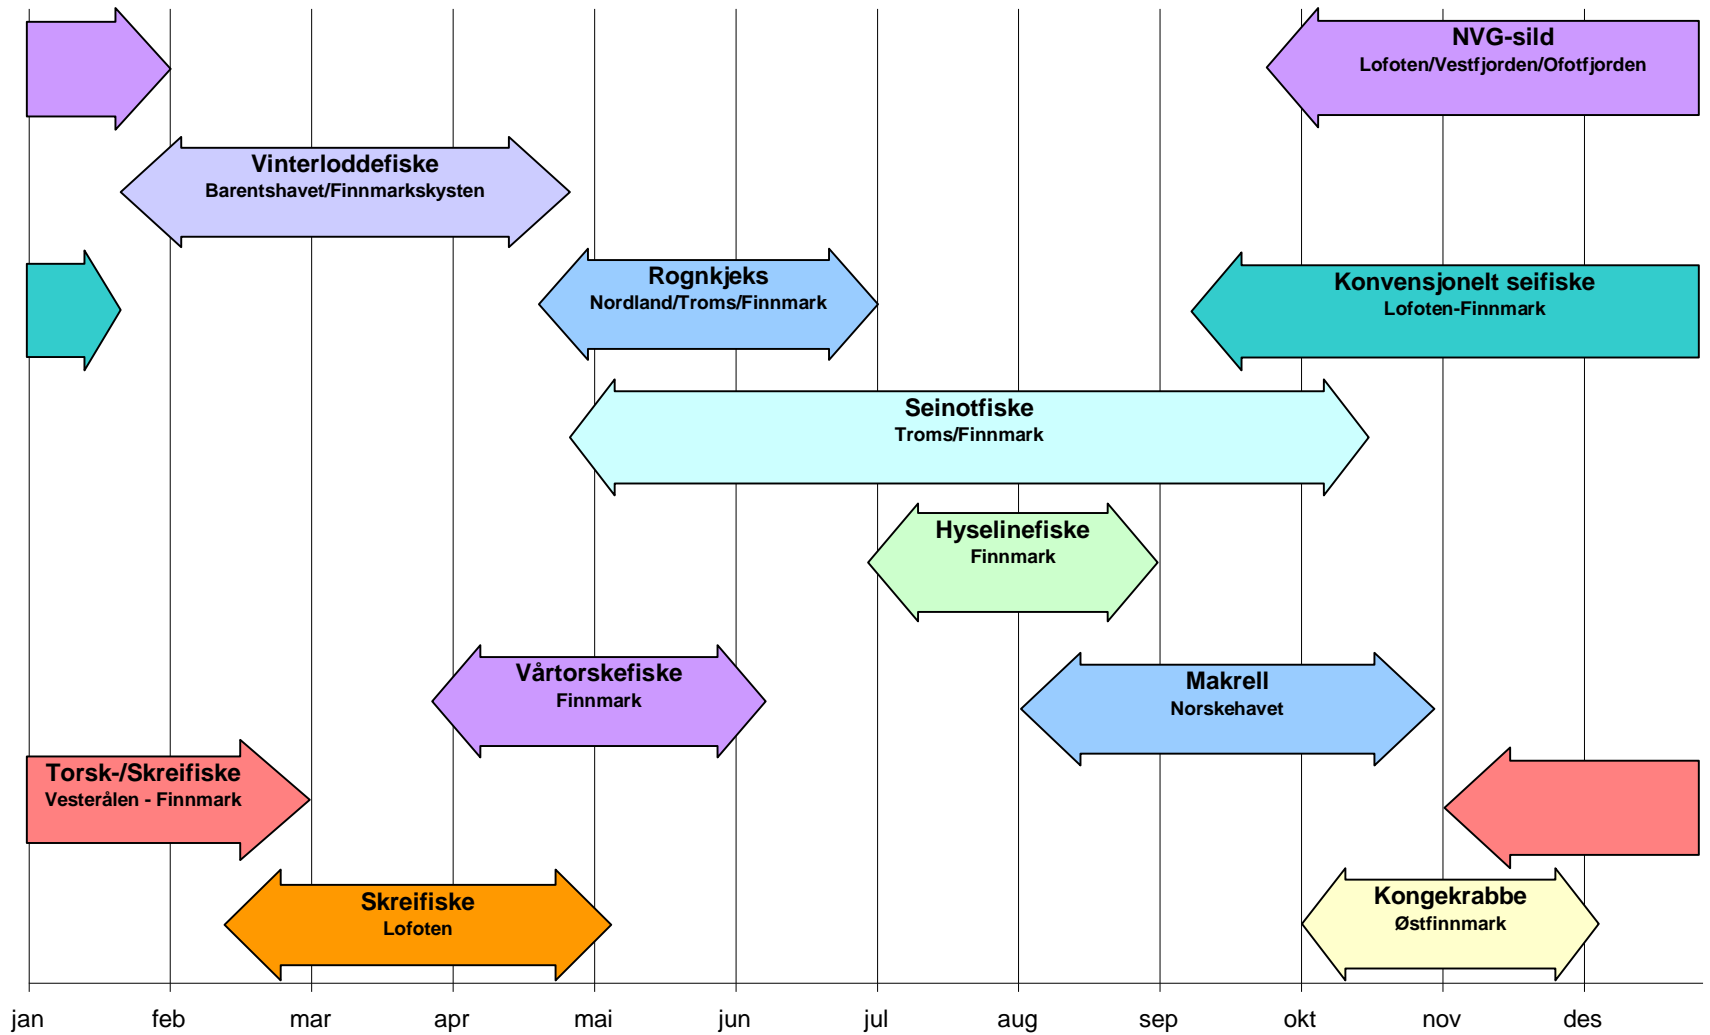 NVG-sild
Lofoten/Vestfjorden/Ofotfjorden
Vinterloddefiske
Barentshavet/Finnmarkskysten
Rognkjeks
Nordland/Troms/Finnmark
Konvensjonelt seifiske
Lofoten-Finnmark
Seinotfiske
Troms/Finnmark
Hyselinefiske
Finnmark
Vårtorskefiske
Finnmark
Makrell
Norskehavet
Torsk-/Skreifiske
Vesterålen - Finnmark
Skreifiske
Lofoten
Kongekrabbe
Østfinnmark
jan feb mar apr mai jun jul aug sep okt nov des